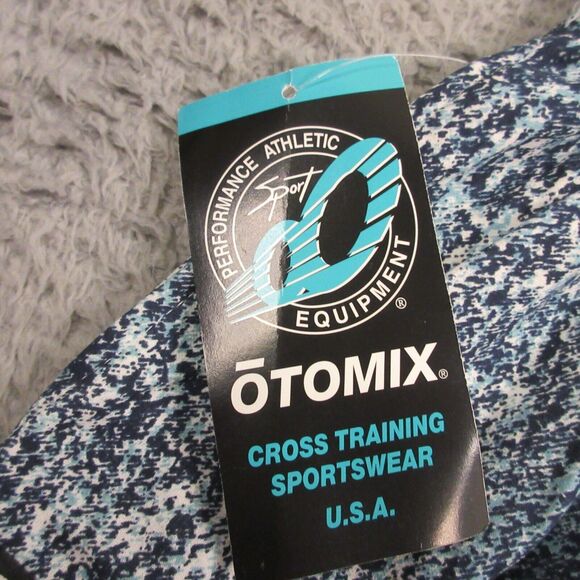 PERFORMANCE ATHLETIC
Sport
EQUIPMENT®
ŌTOMIX®
CROSS TRAINING
SPORTSWEAR
U.S.A.